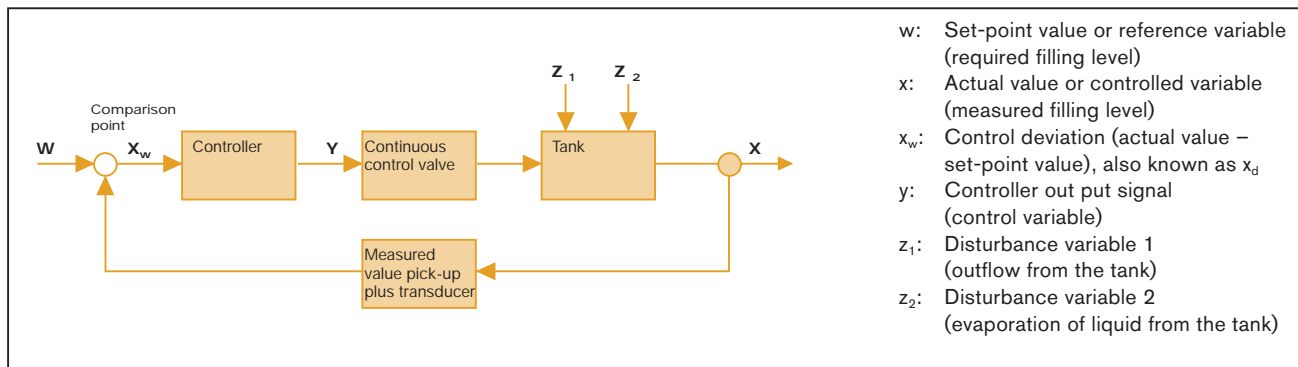 Z 1 Z 2
Comparison
point
W
Xw
Controller
Y
Continuous
control valve
Tank
X
Measured
value pick-up
plus transducer
w: Set-point value or reference variable
(required filling level)
x: Actual value or controlled variable
(measured filling level)
xw: Control deviation (actual value –
set-point value), also known as xd
y: Controller out put signal
(control variable)
z1: Disturbance variable 1
(outflow from the tank)
z2: Disturbance variable 2
(evaporation of liquid from the tank)